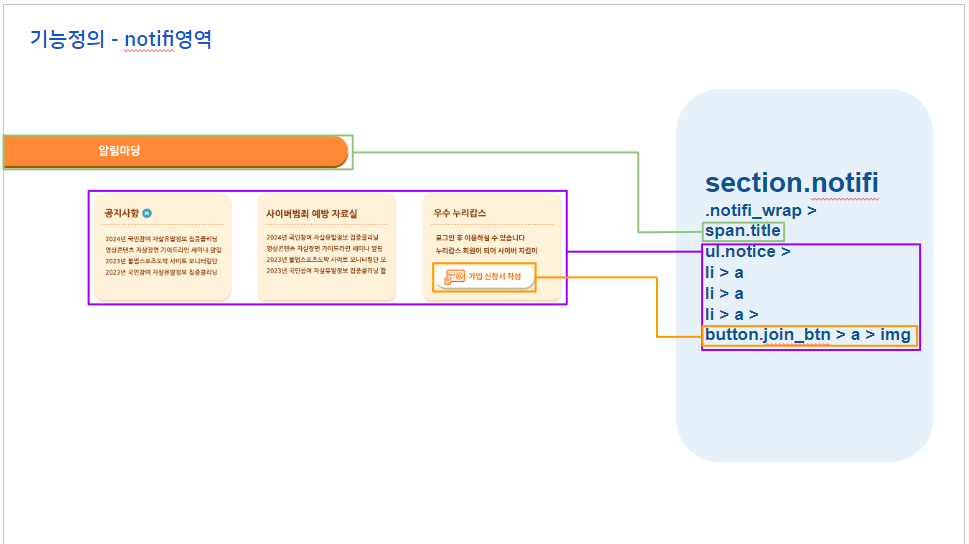 기능정의 - notifi영역
알림마당
공지사항 N
2024년 국민참여 자살유발정보 집중클리닝
영상콘텐츠 자살장면 가이드라인 세미나 알림
2023년 불법스포츠도박 사이트 모니터링단
2023년 국민참여 자살유발정보 집중클리닝
사이버범죄 예방 자료실
2024년 국민참여 자살유발정보 집중클리닝
영상콘텐츠 자살장면 가이드라인 세미나 알림
2023년 불법스포츠도박 사이트 모니터링단 모
2023년 국민참여 자살유발정보 집중클리닝 활
우수 누리캅스
로그인 후 이용하실 수 있습니다
누리캅스 회원이 되어 사이버 지킴이
가입 신청서 작성
section.notifi
.notifi_wrap >
span.title
ul.notice >
li > a
li > a
li > a >
button.join_btn > a > img